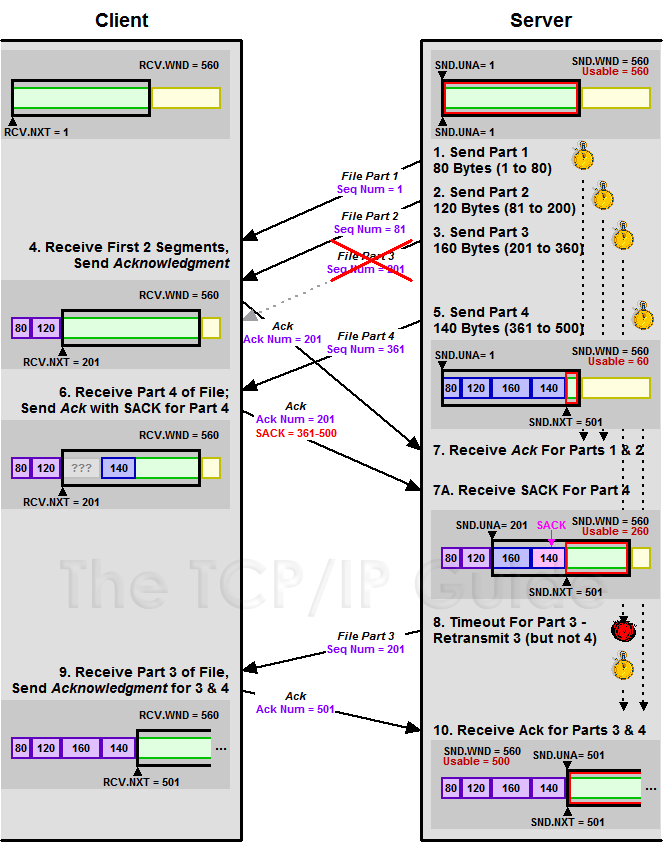 Client
Server
RCV.WND = 560
RCV.NXT = 1
SND.UNA= 1
SND.WND = 560
Usable = 560
SND.UNA= 1
1. Send Part 1
80 Bytes (1 to 80)
File Part 1
Seq Num = 1
2. Send Part 2
120 Bytes (81 to 200)
File Part 2
Seq Num = 81
3. Send Part 3
160 Bytes (201 to 360)
File Part 3
Seq Num = 201
4. Receive First 2 Segments,
Send Acknowledgment
RCV.WND = 560
80 120
RCV.NXT = 201
Ack
Ack Num = 201
5. Send Part 4
140 Bytes (361 to 500)
File Part 4
Seq Num = 361
SND.UNA= 1
SND.WND = 560
Usable = 60
80 120 160 140
SND.NXT = 501
6. Receive Part 4 of File;
Send Ack with SACK for Part 4
Ack
Ack Num = 201
SACK = 361-500
RCV.WND = 560
80 120 ??? 140
RCV.NXT = 201
7. Receive Ack For Parts 1 & 2
7A. Receive SACK For Part 4
SND.UNA= 201
SACK
SND.WND = 560
Usable = 260
80 120 160 140
SND.NXT = 501
The TCP/IP Guide
8. Timeout For Part 3 -
Retransmit 3 (but not 4)
File Part 3
Seq Num = 201
9. Receive Part 3 of File,
Send Acknowledgment for 3 & 4
Ack
Ack Num = 501
RCV.WND = 560
80 120 160 140 ...
RCV.NXT = 501
10. Receive Ack for Parts 3 & 4
SND.WND = 560
Usable = 500
SND.UNA= 501
80 120 160 140 ...
SND.NXT = 501